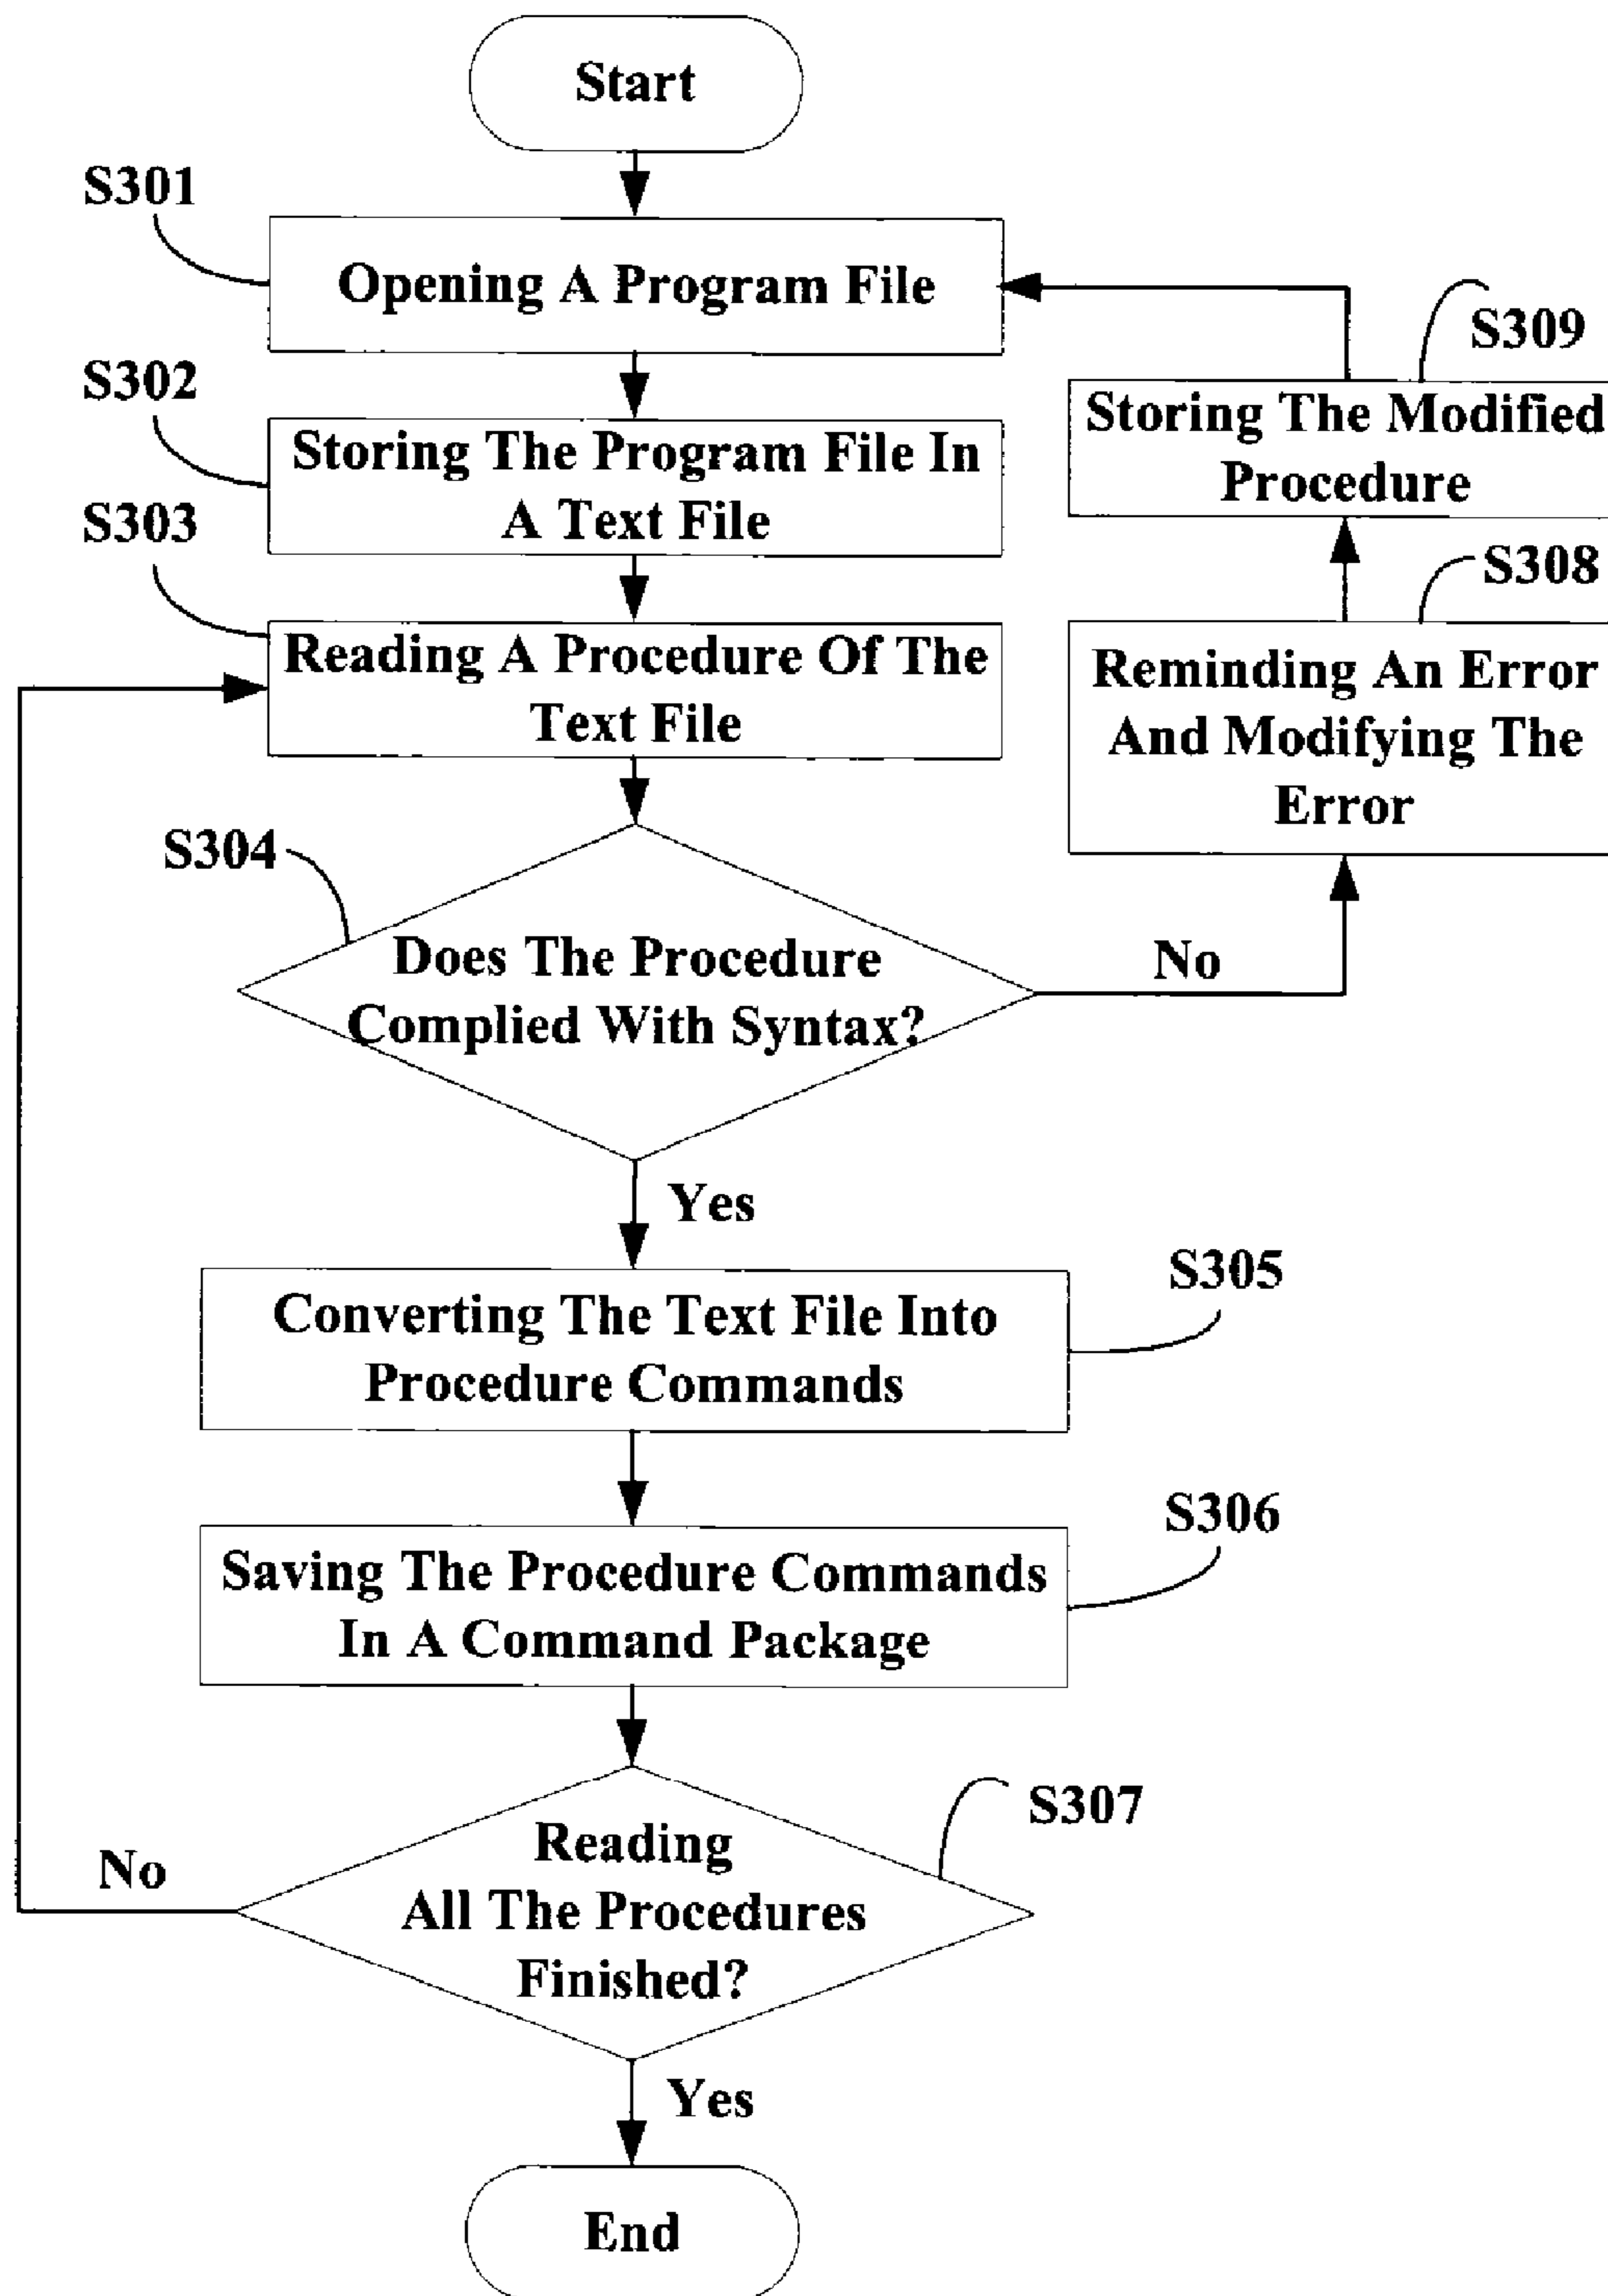 Start
S301
Opening A Program File
S309
S302
Storing The Modified
Procedure
Storing The Program File In
A Text File
S303
S308
Reading A Procedure Of The
Text File
Reminding An Error
And Modifying The
Error
S304
Does The Procedure
Complied With Syntax?
No
Yes
S305
Converting The Text File Into
Procedure Commands
S306
Saving The Procedure Commands
In A Command Package
S307
Reading
All The Procedures
Finished?
No
Yes
End